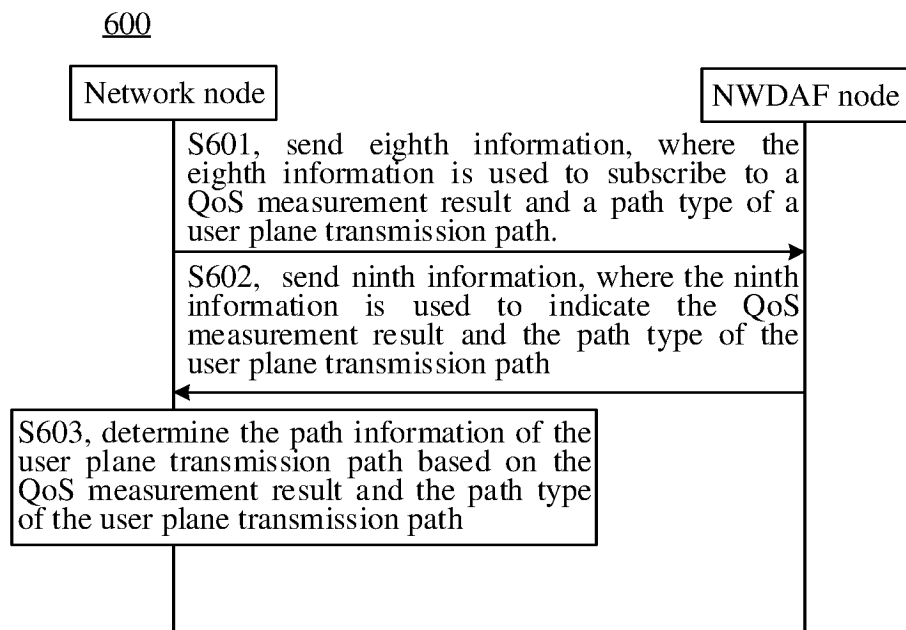 600
Network node
NWDAF node
S601, send eighth information, where the
eighth information is used to subscribe to a
QoS measurement result and a path type of a
user plane transmission path.
S602, send ninth information, where the ninth
information is used to indicate the QoS
measurement result and the path type of the
user plane transmission path
S603, determine the path information of the
user plane transmission path based on the
QoS measurement result and the path type
of the user plane transmission path